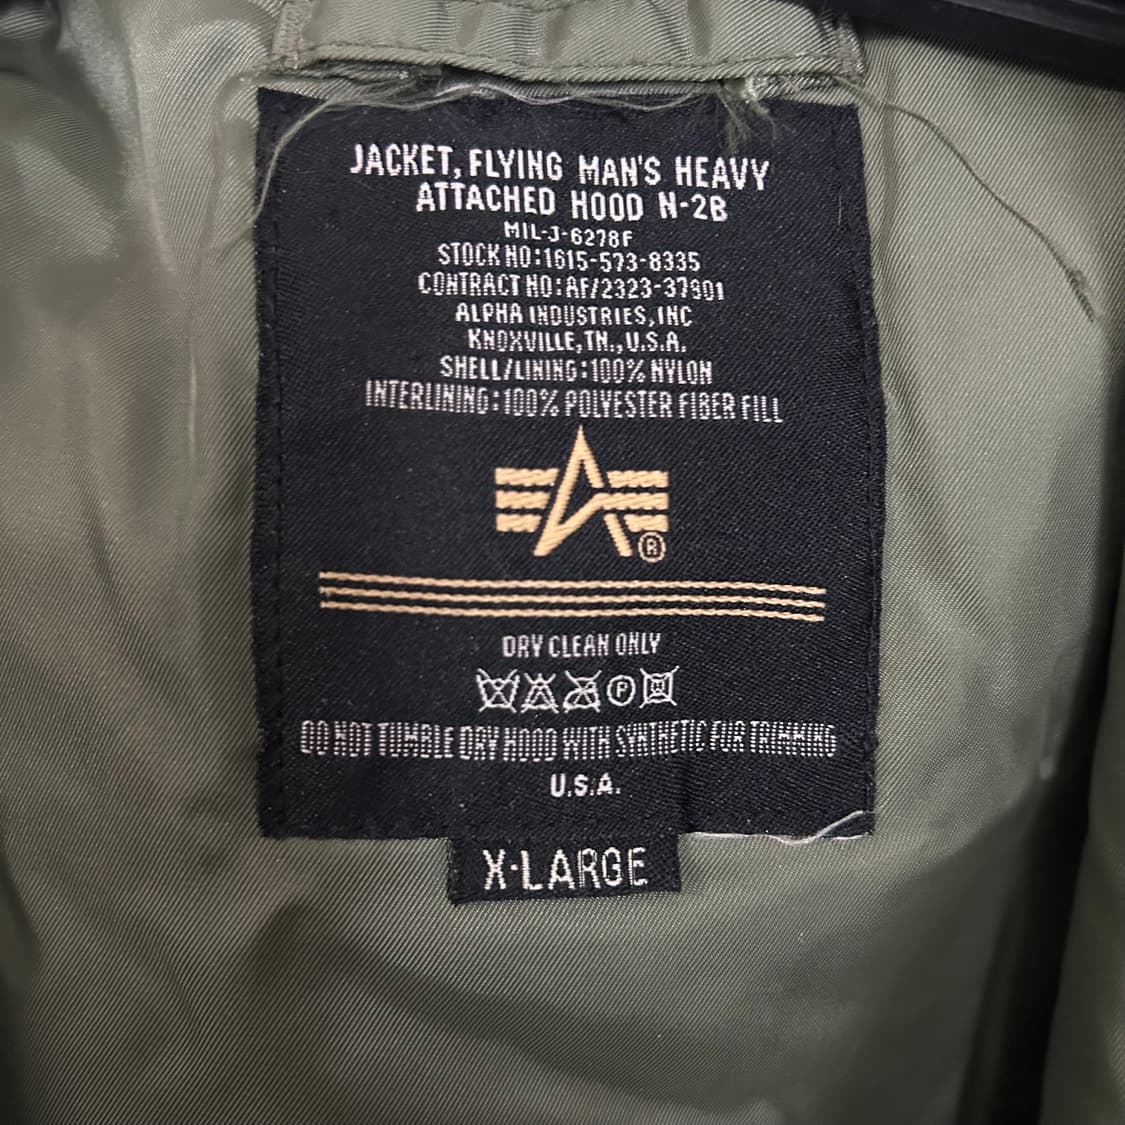 JACKET, FLYING MAN'S HEAVY
ATTACHED HOOD N-2B
MIL-J-6278F
STOCK NO:1615-573-8335
CONTRACT NO:AF/2323-37901
ALPHA INDUSTRIES, INC
KNOXVILLE, TN., U.S.A.
SHELL/LINING:100% NYLON
INTERLINING:100% POLYESTER FIBER FILL
®
DRY CLEAN ONLY
P
DO NOT TUMBLE DRY HOOD WITH SYNTHETIC FUR TRIMMING
U.S.A.
X-LARGE